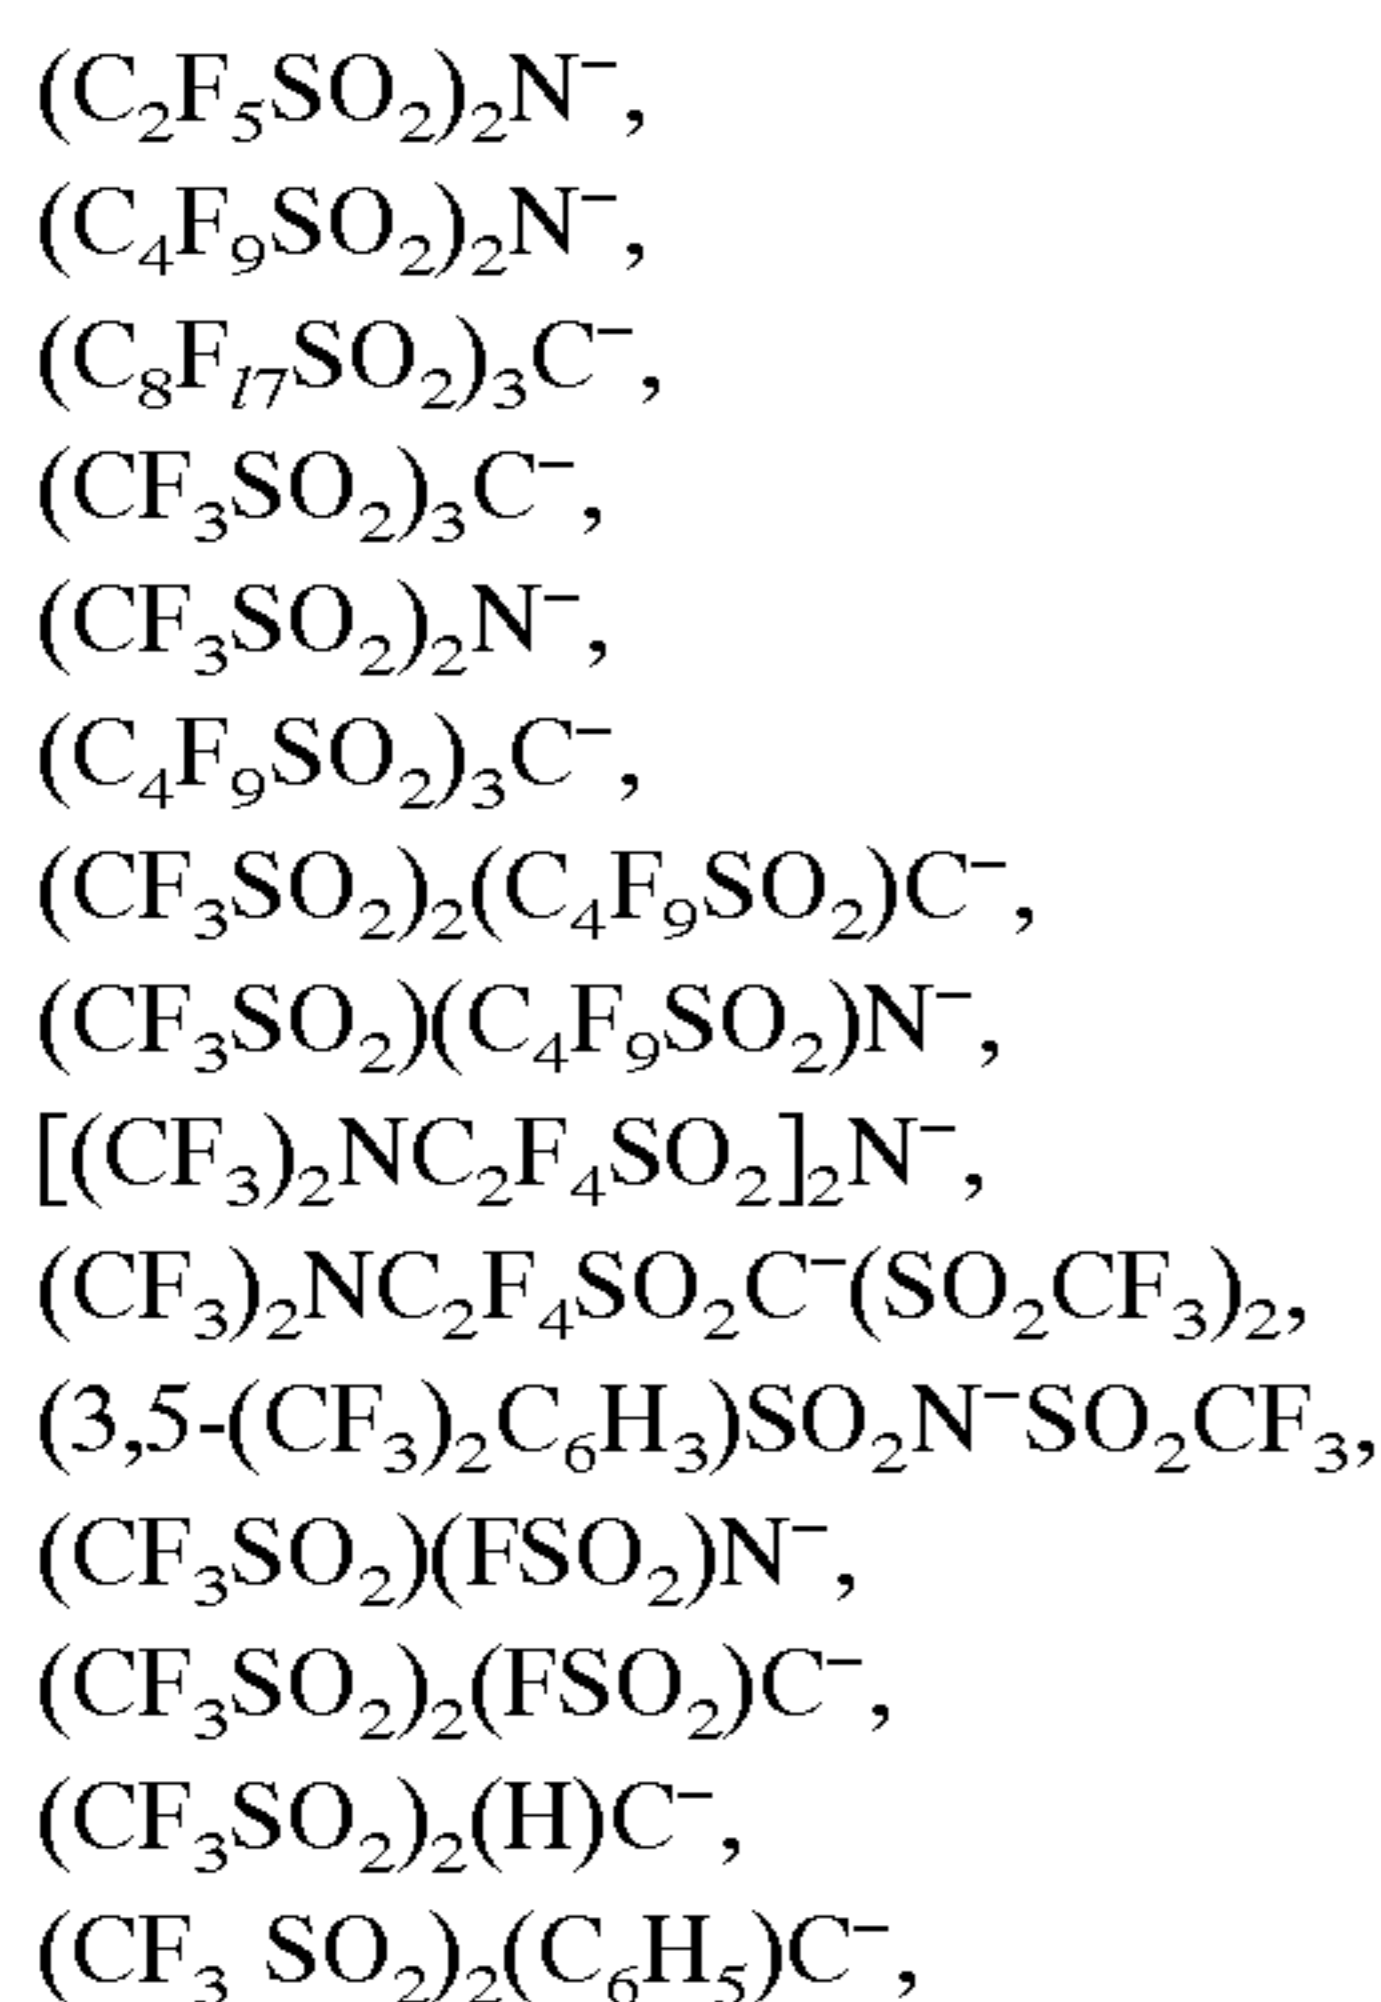 (C₂F₅SO₂)₂N⁻,
(C₄F₉SO₂)₂N⁻,
(C₈Fₗ₇SO₂)₃C⁻,
(CF₃SO₂)₃C⁻,
(CF₃SO₂)₂N⁻,
(C₄F₉SO₂)₃C⁻,
(CF₃SO₂)₂(C₄F₉SO₂)C⁻,
(CF₃SO₂)(C₄F₉SO₂)N⁻,
[(CF₃)₂NC₂F₄SO₂]₂N⁻,
(CF₃)₂NC₂F₄SO₂C⁻(SO₂CF₃)₂,
(3,5-(CF₃)₂C₆H₃)SO₂N⁻SO₂CF₃,
(CF₃SO₂)(FSO₂)N⁻,
(CF₃SO₂)₂(FSO₂)C⁻,
(CF₃SO₂)₂(H)C⁻,
(CF₃ SO₂)₂(C₆H₅)C⁻,